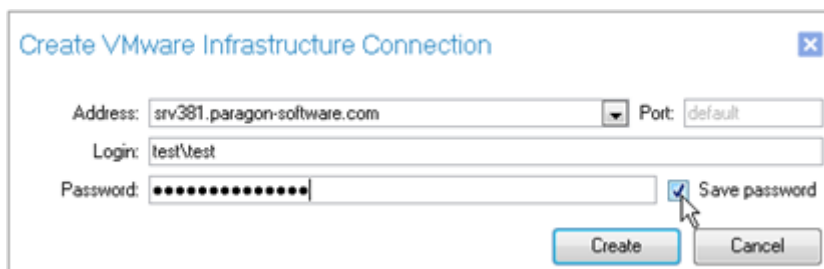 Create VMware Infrastructure Connection
Address: srv381.paragon-software.com Port: default
Login: test\test
Password: ●●●●●●●●●●●●●● Save password
Create Cancel